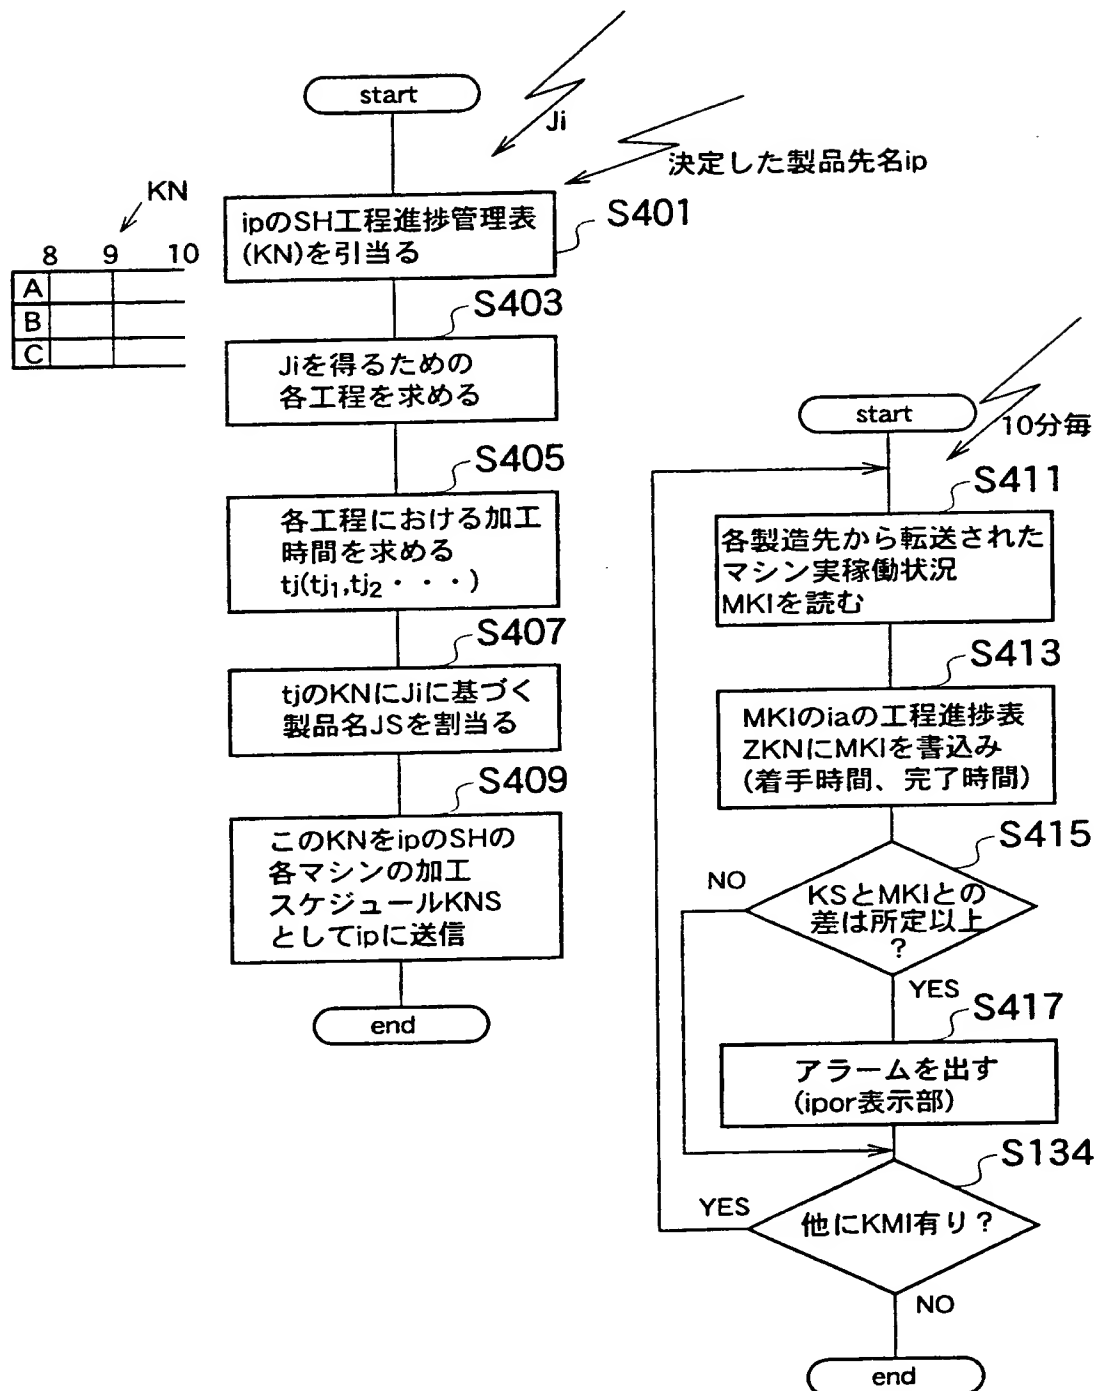 start
Ji
決定した製品先名ip
KN
8 9 10
A
B
C
ipのSH工程進捗管理表
(KN)を引当る
S401
S403
Jiを得るための
各工程を求める
S405
各工程における加工
時間を求める
tj(tj1,tj2・・・)
S407
tjのKNにJiに基づく
製品名JSを割当る
S409
このKNをipのSHの
各マシンの加工
スケジュールKNS
としてipに送信
end
start
10分毎
S411
各製造先から転送された
マシン実稼働状況
MKIを読む
S413
MKIのiaの工程進捗表
ZKNにMKIを書込み
(着手時間、完了時間)
S415
NO
KSとMKIとの
差は所定以上
?
YES
S417
アラームを出す
(ipor表示部)
S134
YES
他にKMI有り?
NO
end